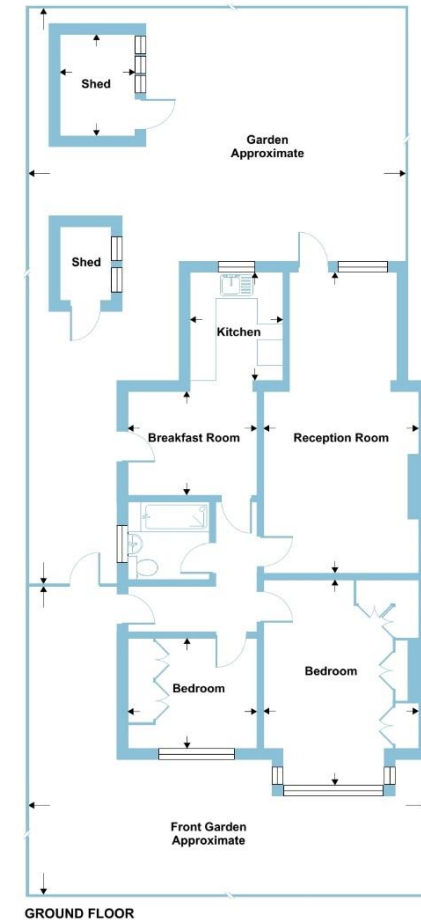 Shed
Garden
Approximate
Shed
Kitchen
Breakfast Room
Reception Room
Bedroom
Bedroom
Front Garden
Approximate
GROUND FLOOR